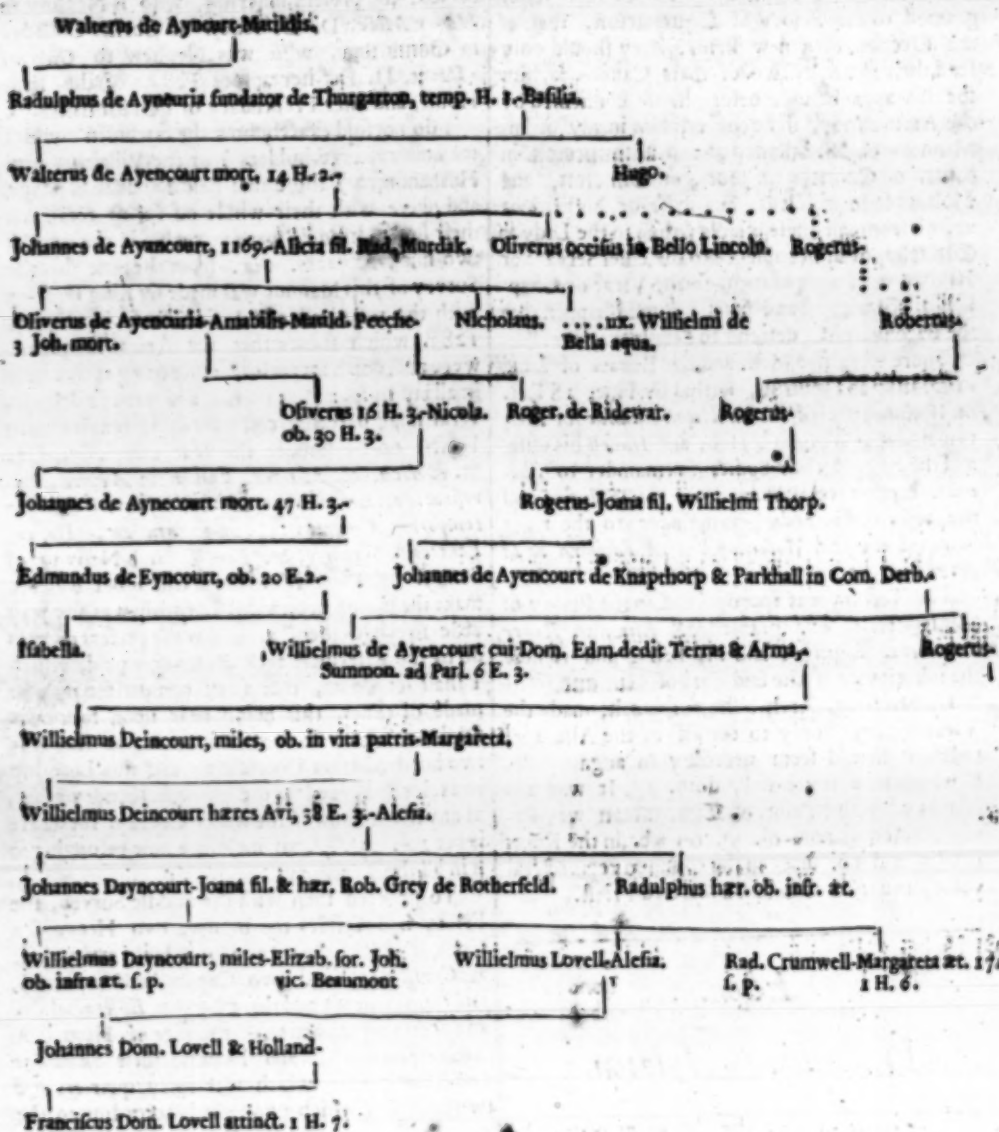 Walterus de Ayncurt-Matildis.
Radulphus de Ayncuria fundator de Thurgarton, temp. H. 1.-Basilia.
Walterus de Ayencourt mort. 14 H. 2.- Hugo.
Johannes de Ayancourt, 1169.-Alicia fil. Rad. Murdak. Oliverus occisus in Bello Lincoln. Rogerus-
Oliverus de Ayencuria-Amabilis-Matild. Peeche- Nicholaus. ....ux. Willielmi de Robertus-
3 Joh. mort. Bella aqua.
Oliverus 16 H. 3.-Nicola. Roger. de Ridewar. Rogerus-
ob. 30 H. 3.
Johannes de Aynecourt mort. 47 H. 3.- Rogerus-Joana fil, Willielmi Thorp.
Edmundus de Eyncourt, ob. 20 E.2.- Johannes de Ayencourt de Knapthorp & Parkhall in Com. Derb.-
Isabella. Willielmus de Ayencourt cui Dom. Edm.dedit Terras & Arma,- Rogerus-
Summon. ad Parl. 6 E. 3.
Willielmus Deincourt, miles, ob. in vita patris-Margareta.
Willielmus Deincourt hæres Avi, 38 E. 3.-Alesia.
Johannes Dayncourt-Joana fil. & hær. Rob. Grey de Rotherfeld. Radulphus hær. ob. infr. æt.
Willielmus Dayncourt, miles-Elizab. sor. Joh. Willielmus Lovell-Alesia. Rad. Crumwell-Margareta æt. 17
ob. infra æt. s. p. vic. Beaumont s. p. 1 H. 6.
Johannes Dom. Lovell & Holland-
Franciscus Dom. Lovell attinct. 1 H. 7.